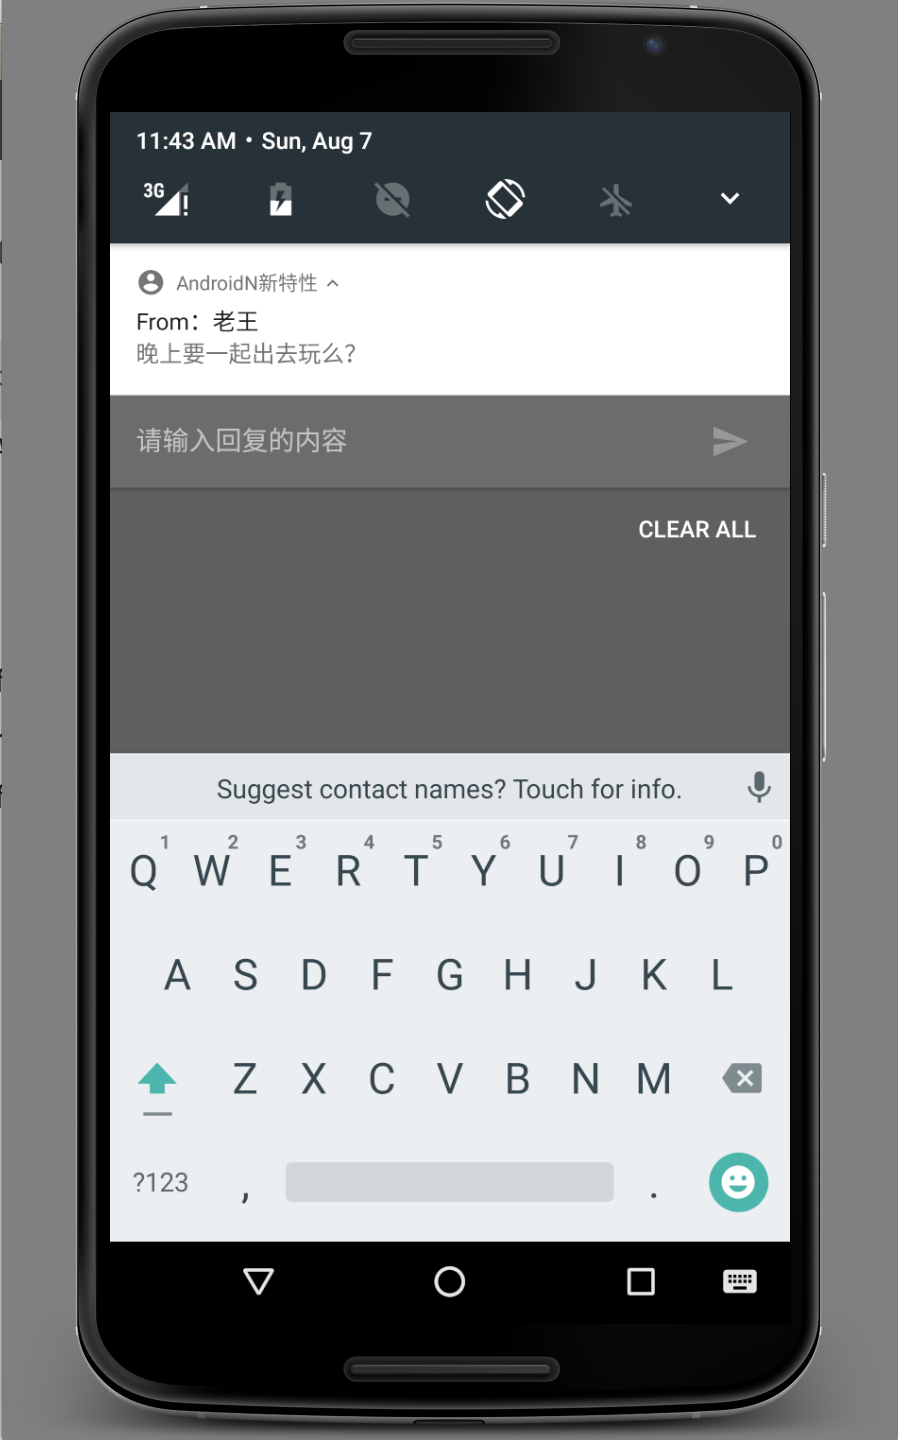 11:43 AM • Sun, Aug 7
3G
AndroidN新特性
From：老王
晚上要一起出去玩么？
请输入回复的内容
CLEAR ALL
Suggest contact names? Touch for info.
1 2 3 4 5 6 7 8 9 0
Q W E R T Y U I O P
A S D F G H J K L
Z X C V B N M
?123 , .